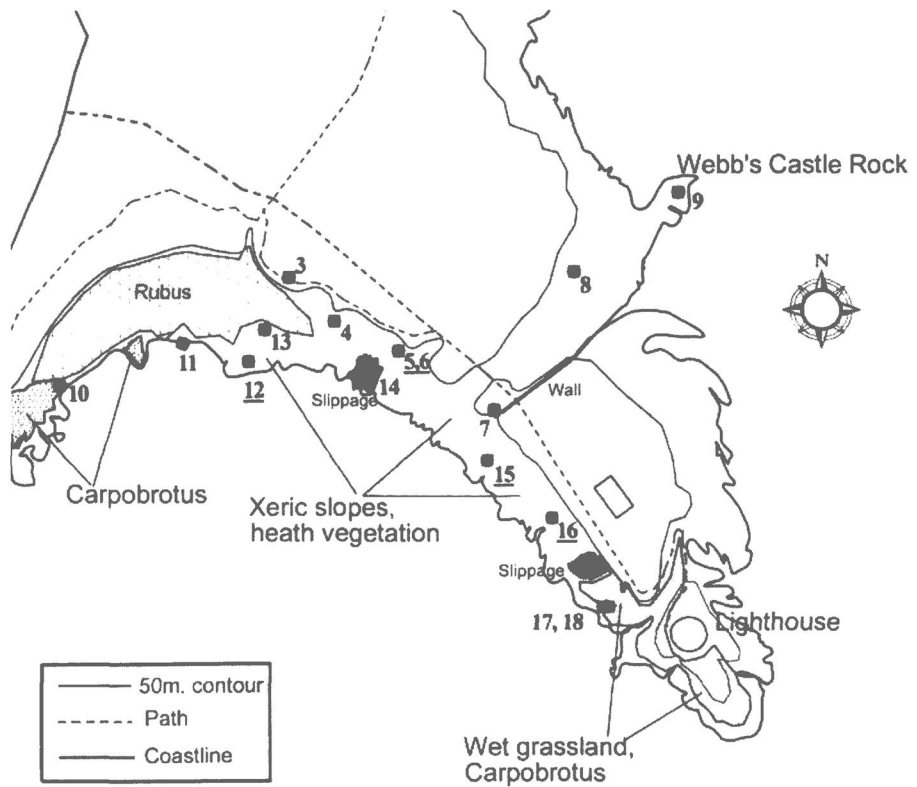 Webb's Castle Rock
9
N
3
8
Rubus
4
13
11
5,6
12
14
Slippage
10
Wall
7
Carpobrotus
15
Xeric slopes,
heath vegetation
16
Slippage
17, 18
Lighthouse
50m. contour
Path
Coastline
Wet grassland,
Carpobrotus